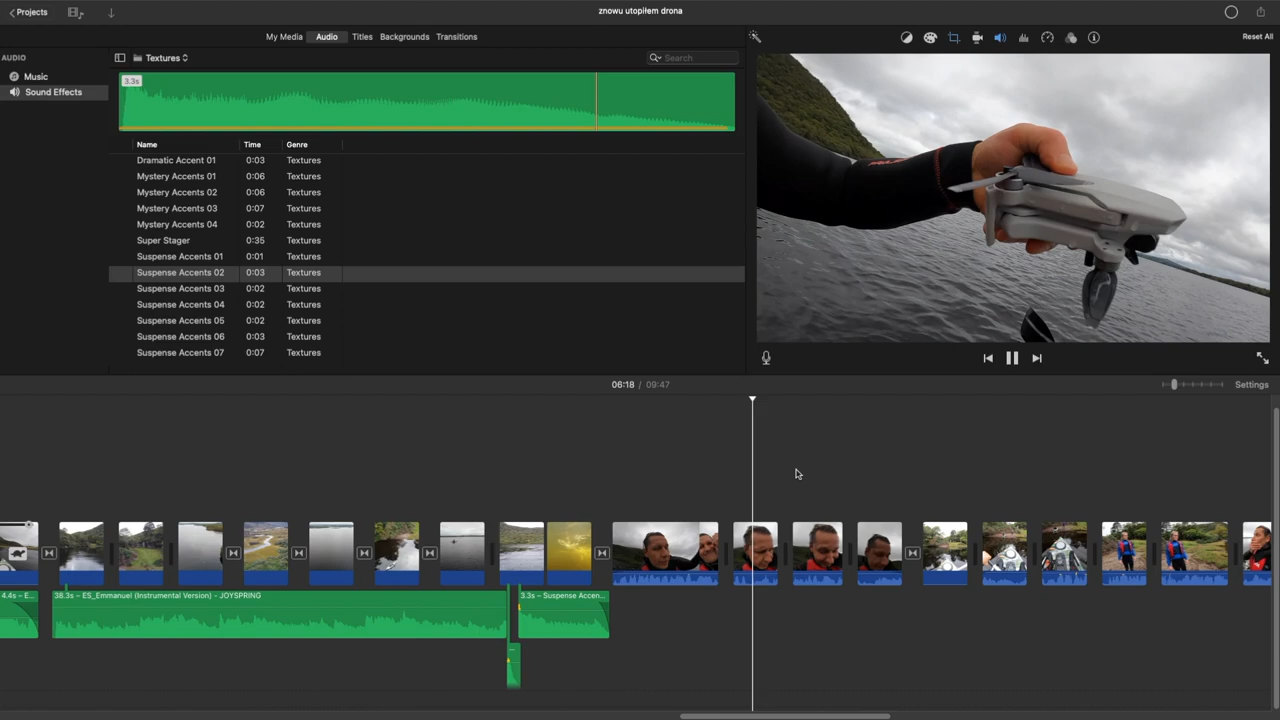 Projects
znowu utopiłem drona
My Media Audio Titles Backgrounds Transitions
Reset All
AUDIO
Textures
Search
Music
Sound Effects
3.3s
Name Time Genre
Dramatic Accent 01 0:03 Textures
Mystery Accents 01 0:06 Textures
Mystery Accents 02 0:06 Textures
Mystery Accents 03 0:07 Textures
Mystery Accents 04 0:02 Textures
Super Stager 0:35 Textures
Suspense Accents 01 0:01 Textures
Suspense Accents 02 0:03 Textures
Suspense Accents 03 0:02 Textures
Suspense Accents 04 0:02 Textures
Suspense Accents 05 0:02 Textures
Suspense Accents 06 0:03 Textures
Suspense Accents 07 0:07 Textures
06:18 / 09:47
Settings
4.4s – E...
38.3s – ES_Emmanuel (Instrumental Version) - JOYSPRING
3.3s – Suspense Accen...